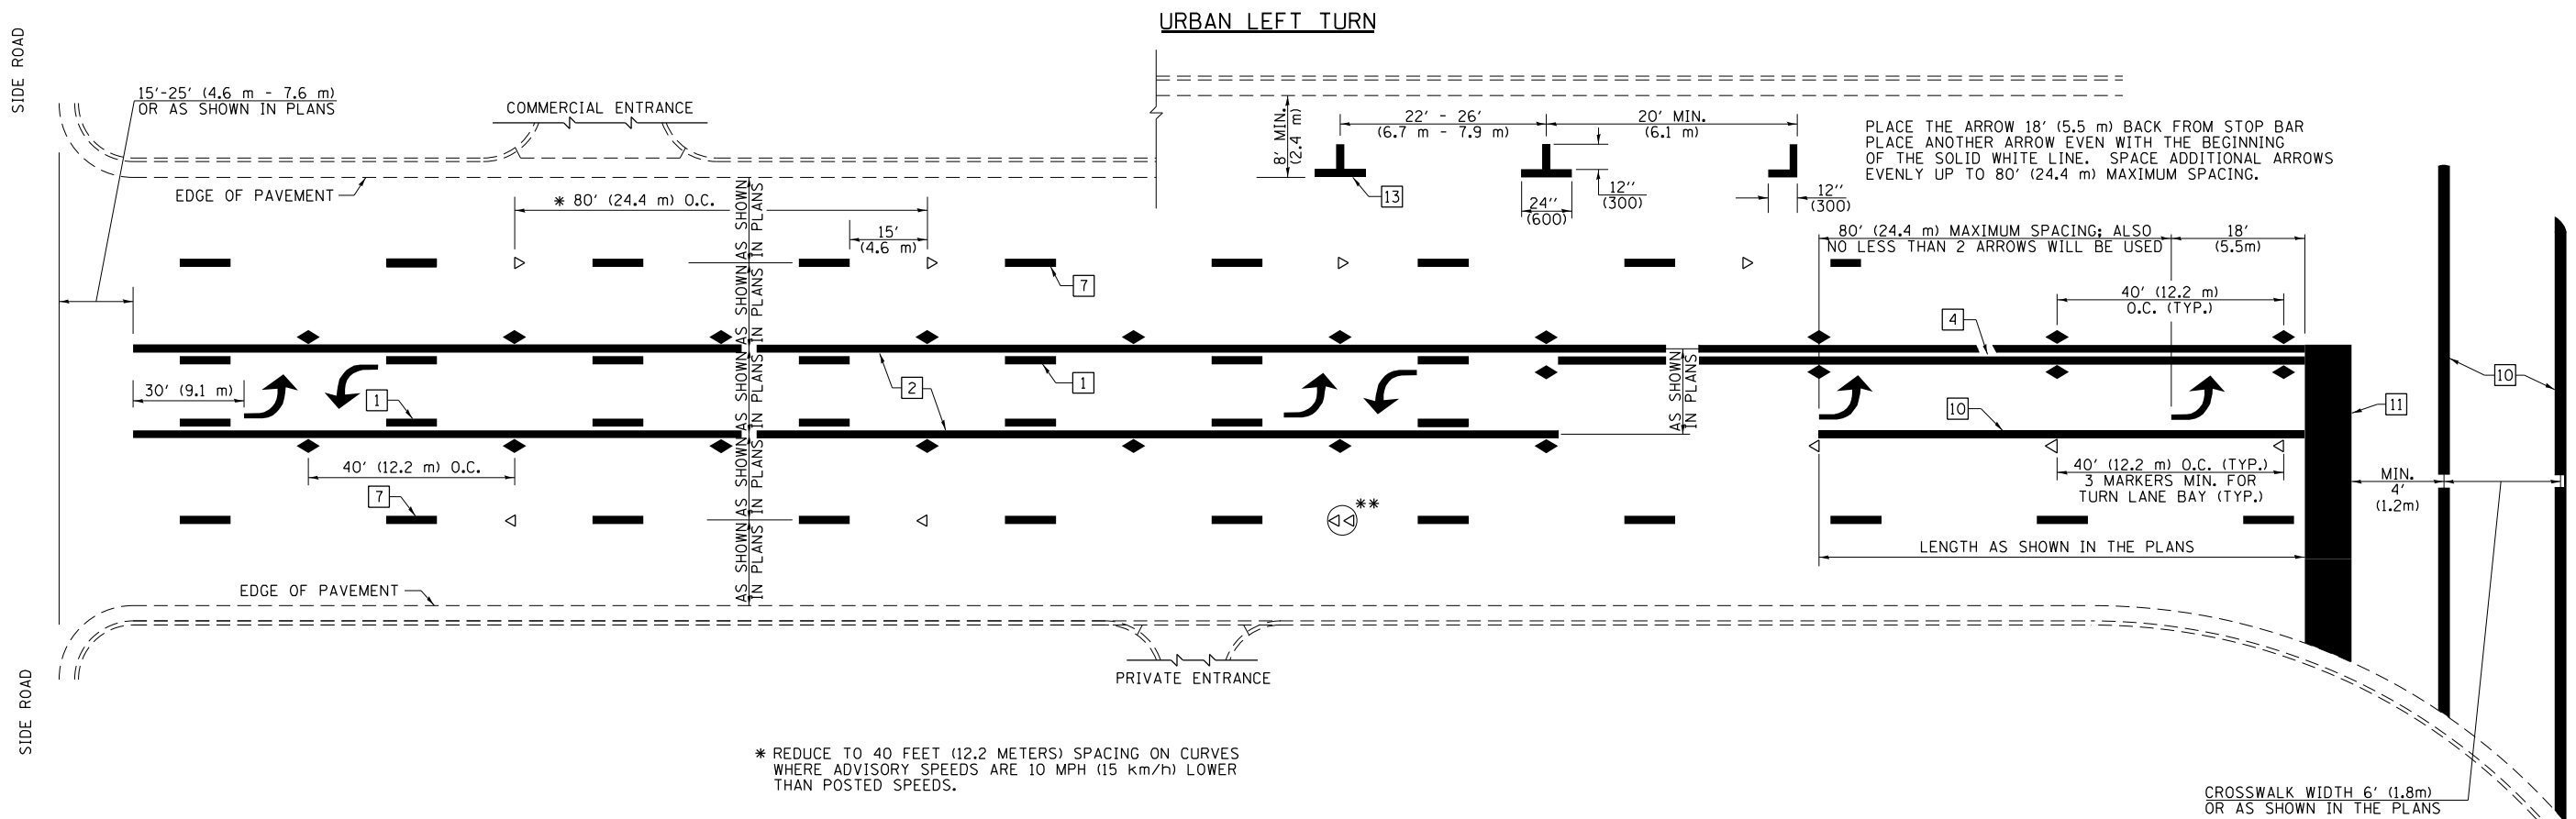 URBAN LEFT TURN
SIDE ROAD
15'-25' (4.6 m - 7.6 m)
OR AS SHOWN IN PLANS
COMMERCIAL ENTRANCE
EDGE OF PAVEMENT
* 80' (24.4 m) O.C.
15'
(4.6 m)
8' MIN.
(2.4 m)
22' - 26'
(6.7 m - 7.9 m)
20' MIN.
(6.1 m)
13
24''
(600)
12''
(300)
12''
(300)
PLACE THE ARROW 18' (5.5 m) BACK FROM STOP BAR
PLACE ANOTHER ARROW EVEN WITH THE BEGINNING
OF THE SOLID WHITE LINE. SPACE ADDITIONAL ARROWS
EVENLY UP TO 80' (24.4 m) MAXIMUM SPACING.
80' (24.4 m) MAXIMUM SPACING; ALSO
NO LESS THAN 2 ARROWS WILL BE USED
18'
(5.5m)
40' (12.2 m)
O.C. (TYP.)
7
4
AS SHOWN
IN PLANS
AS SHOWN
IN PLANS
AS SHOWN
IN PLANS
AS SHOWN
IN PLANS
AS SHOWN
IN PLANS
30' (9.1 m)
1
2
1
AS SHOWN
IN PLANS
10
11
10
40' (12.2 m) O.C.
7
**
40' (12.2 m) O.C. (TYP.)
3 MARKERS MIN. FOR
TURN LANE BAY (TYP.)
MIN.
4'
(1.2m)
LENGTH AS SHOWN IN THE PLANS
EDGE OF PAVEMENT
SIDE ROAD
PRIVATE ENTRANCE
* REDUCE TO 40 FEET (12.2 METERS) SPACING ON CURVES
WHERE ADVISORY SPEEDS ARE 10 MPH (15 km/h) LOWER
THAN POSTED SPEEDS.
CROSSWALK WIDTH 6' (1.8m)
OR AS SHOWN IN THE PLANS